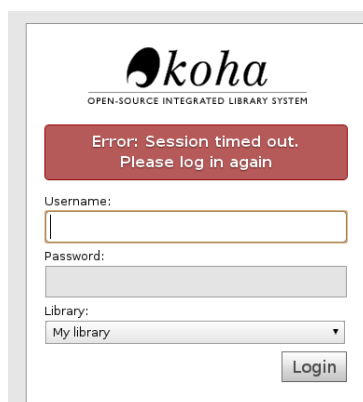 koha
OPEN-SOURCE INTEGRATED LIBRARY SYSTEM
Error: Session timed out.
Please log in again
Username:
Password:
Library:
My library
Login